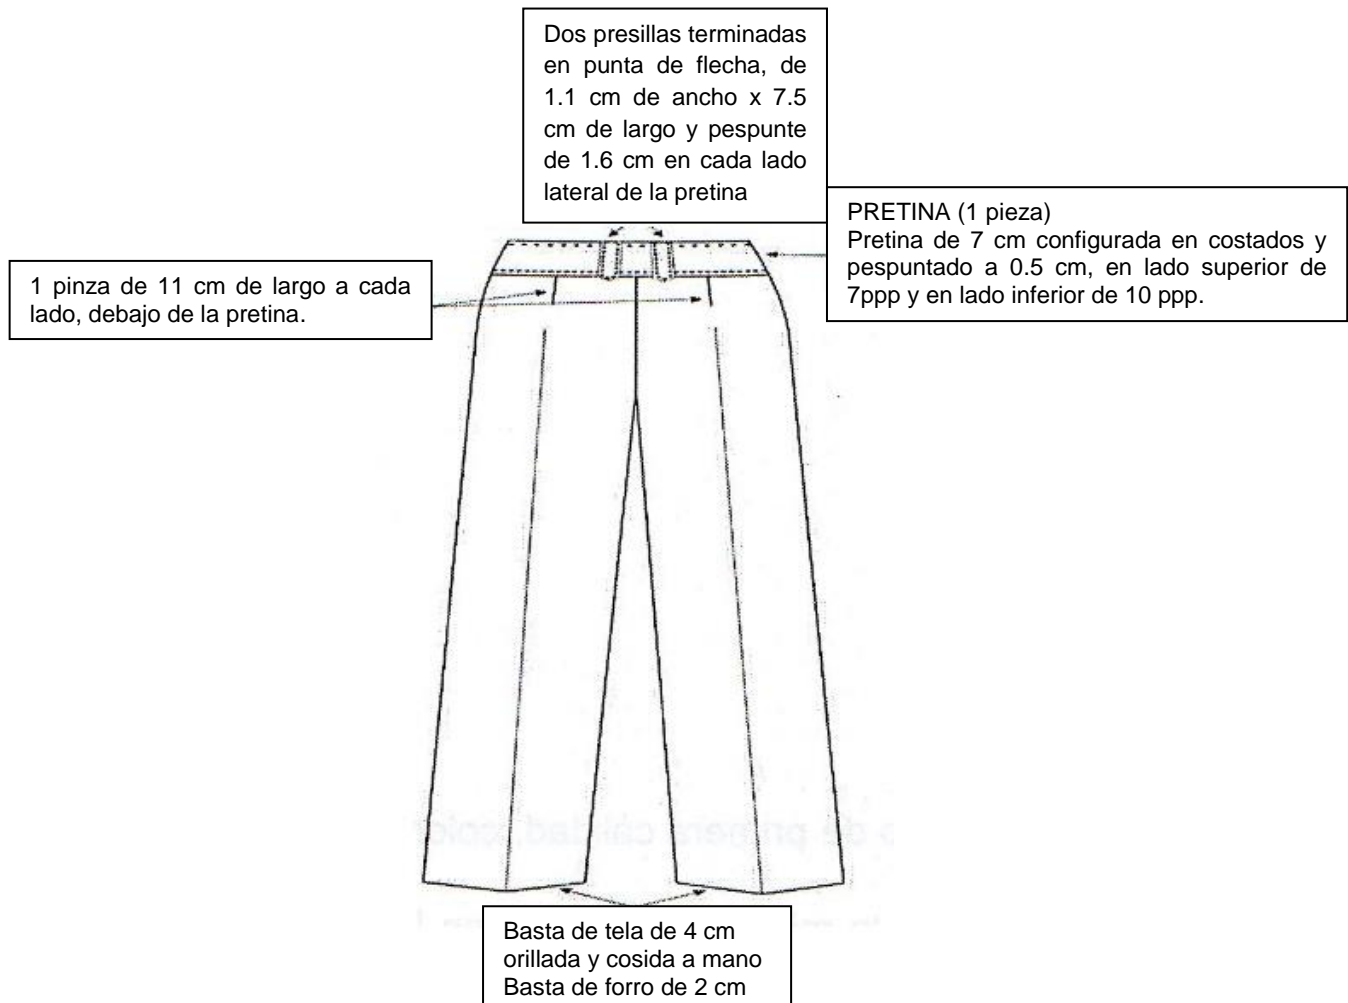 Dos presillas terminadas
en punta de flecha, de
1.1 cm de ancho x 7.5
cm de largo y pespunte
de 1.6 cm en cada lado
lateral de la pretina
PRETINA (1 pieza)
Pretina de 7 cm configurada en costados y
pespuntado a 0.5 cm, en lado superior de
7ppp y en lado inferior de 10 ppp.
1 pinza de 11 cm de largo a cada
lado, debajo de la pretina.
Basta de tela de 4 cm
orillada y cosida a mano
Basta de forro de 2 cm